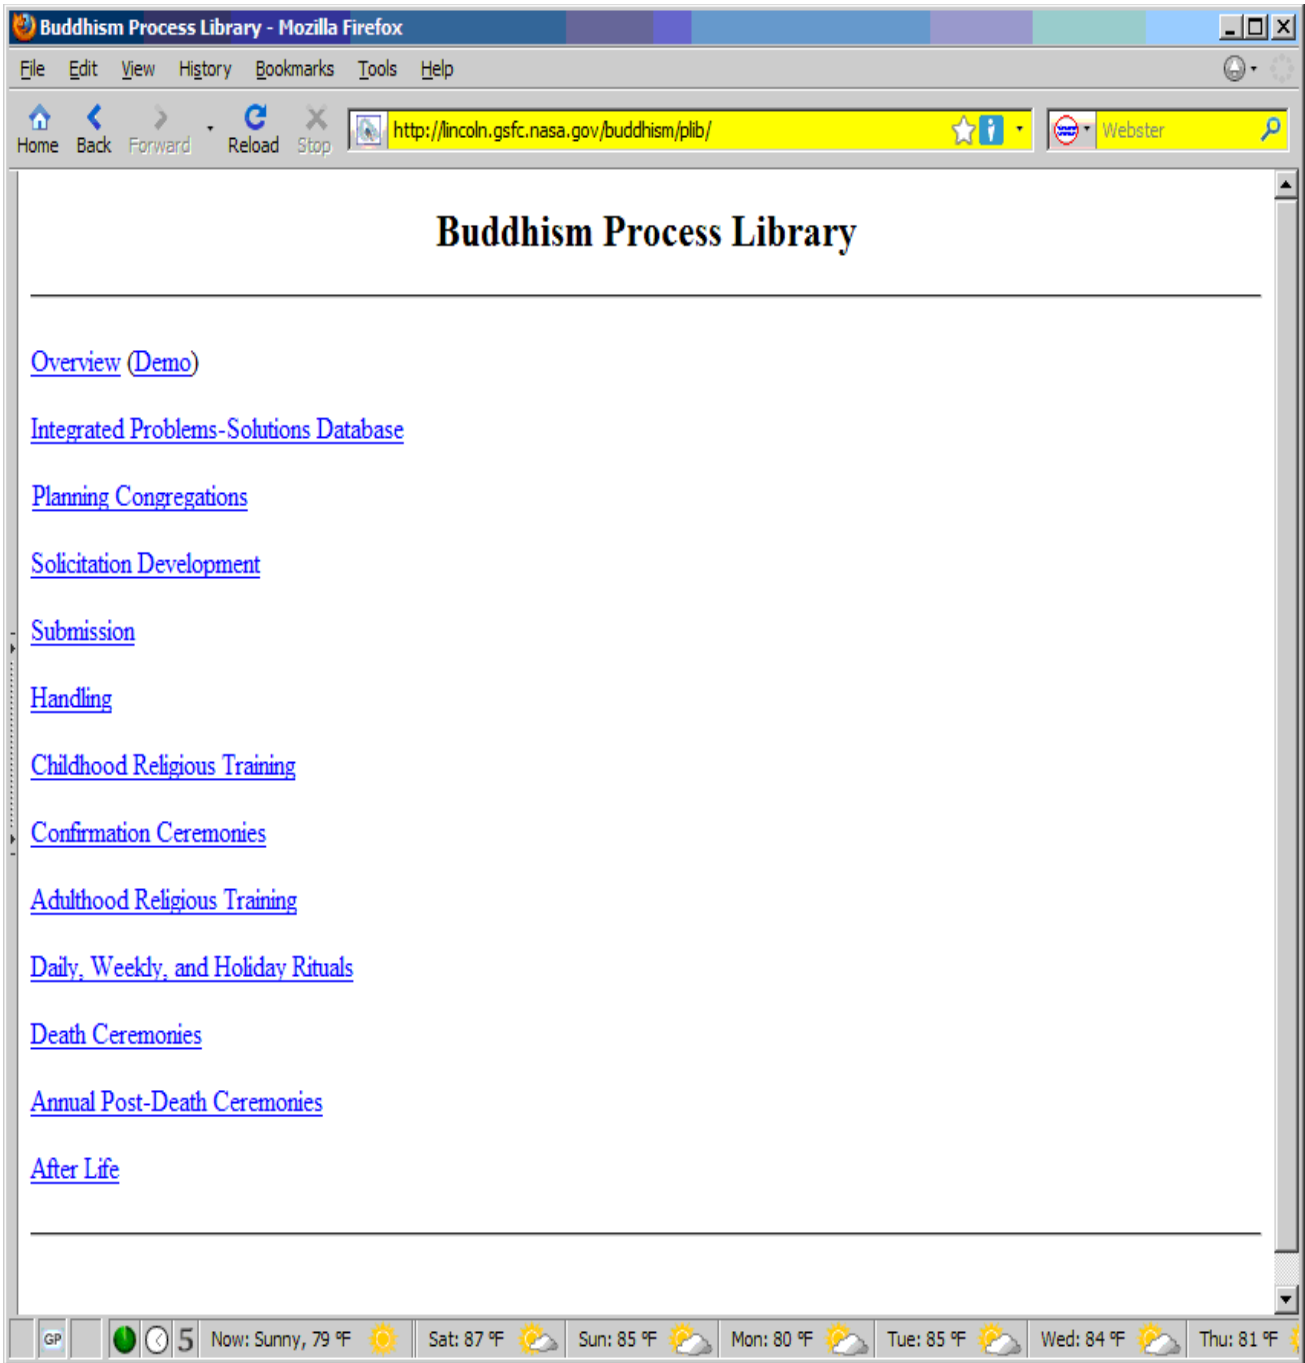 Buddhism Process Library - Mozilla Firefox
File Edit View History Bookmarks Tools Help
Home Back Forward Reload Stop http://lincoln.gsfc.nasa.gov/buddhism/plib/ Webster
Buddhism Process Library
Overview (Demo)
Integrated Problems-Solutions Database
Planning Congregations
Solicitation Development
Submission
Handling
Childhood Religious Training
Confirmation Ceremonies
Adulthood Religious Training
Daily, Weekly, and Holiday Rituals
Death Ceremonies
Annual Post-Death Ceremonies
After Life
GP 5 Now: Sunny, 79 °F Sat: 87 °F Sun: 85 °F Mon: 80 °F Tue: 85 °F Wed: 84 °F Thu: 81 °F